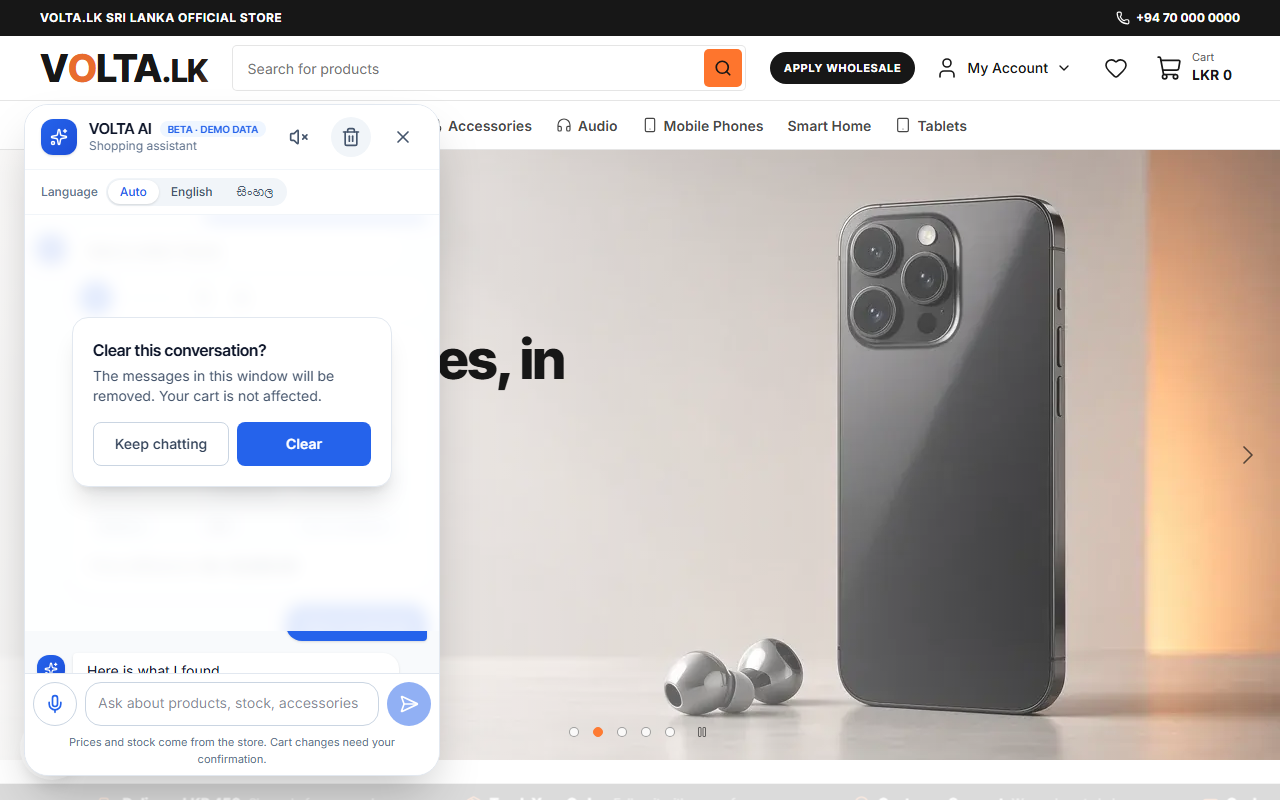 VOLTA.LK SRI LANKA OFFICIAL STORE
+94 70 000 0000
VOLTA.LK
Search for products
APPLY WHOLESALE
My Account
Cart
LKR 0
VOLTA AI
BETA · DEMO DATA
Shopping assistant
Accessories
Audio
Mobile Phones
Smart Home
Tablets
Language
Auto
English
සිංහල
es, in
Clear this conversation?
The messages in this window will be
removed. Your cart is not affected.
Keep chatting
Clear
Here is what I found
Ask about products, stock, accessories
Prices and stock come from the store. Cart changes need your
confirmation.